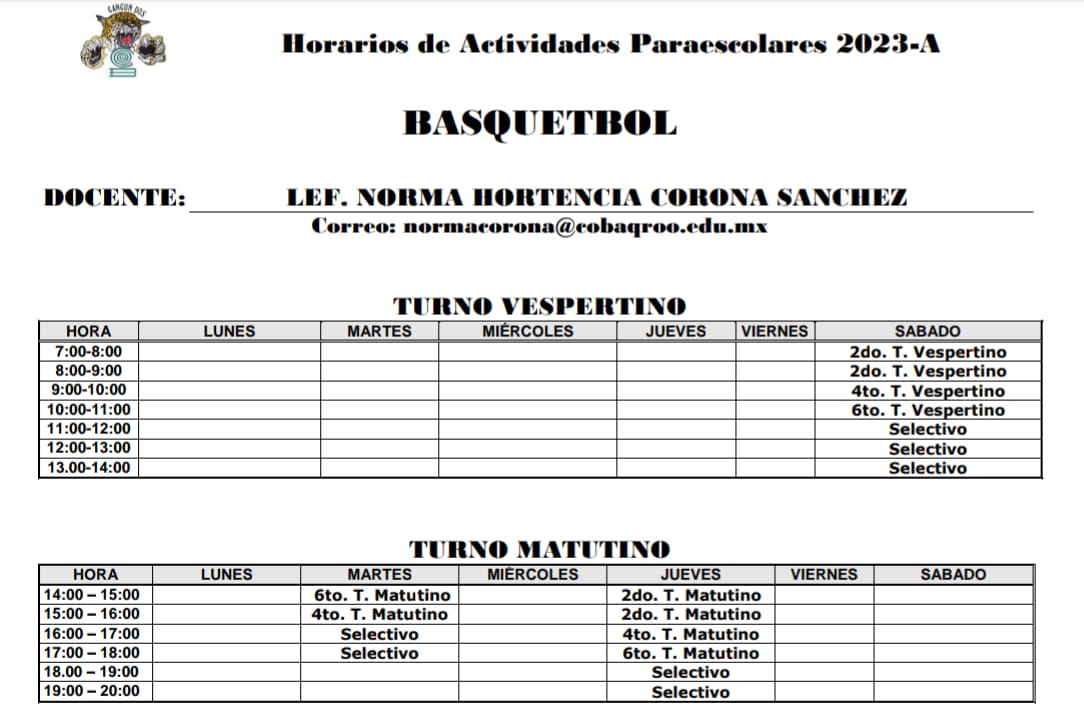 CANCUN DOS
Horarios de Actividades Paraescolares 2023-A
BASQUETBOL
DOCENTE: LEF. NORMA HORTENCIA CORONA SANCHEZ
Correo: normacorona@cobaqroo.edu.mx
TURNO VESPERTINO
HORA LUNES MARTES MIÉRCOLES JUEVES VIERNES SABADO
7:00-8:00 2do. T. Vespertino
8:00-9:00 2do. T. Vespertino
9:00-10:00 4to. T. Vespertino
10:00-11:00 6to. T. Vespertino
11:00-12:00 Selectivo
12:00-13:00 Selectivo
13.00-14:00 Selectivo
TURNO MATUTINO
HORA LUNES MARTES MIÉRCOLES JUEVES VIERNES SABADO
14:00 – 15:00 6to. T. Matutino 2do. T. Matutino
15:00 – 16:00 4to. T. Matutino 2do. T. Matutino
16:00 – 17:00 Selectivo 4to. T. Matutino
17:00 – 18:00 Selectivo 6to. T. Matutino
18.00 – 19:00 Selectivo
19:00 – 20:00 Selectivo